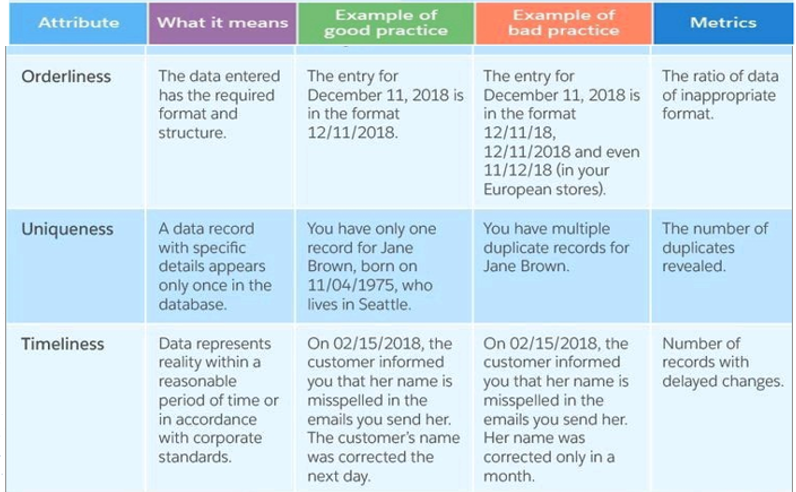 Attribute
What it means
Example of
good practice
Example of
bad practice
Metrics
Orderliness
The data entered
has the required
format and
structure.
The entry for
December 11, 2018 is
in the format
12/11/2018.
The entry for
December 11, 2018 is
in the format
12/11/18,
12/11/2018 and even
11/12/18 (in your
European stores).
The ratio of data
of inappropriate
format.
Uniqueness
A data record
with specific
details appears
only once in the
database.
You have only one
record for Jane
Brown, born on
11/04/1975, who
lives in Seattle.
You have multiple
duplicate records for
Jane Brown.
The number of
duplicates
revealed.
Timeliness
Data represents
reality within a
reasonable
period of time or
in accordance
with corporate
standards.
On 02/15/2018, the
customer informed
you that her name is
misspelled in the
emails you send her.
The customer's name
was corrected the
next day.
On 02/15/2018, the
customer informed
you that her name is
misspelled in the
emails you send her.
Her name was
corrected only in a
month.
Number of
records with
delayed changes.